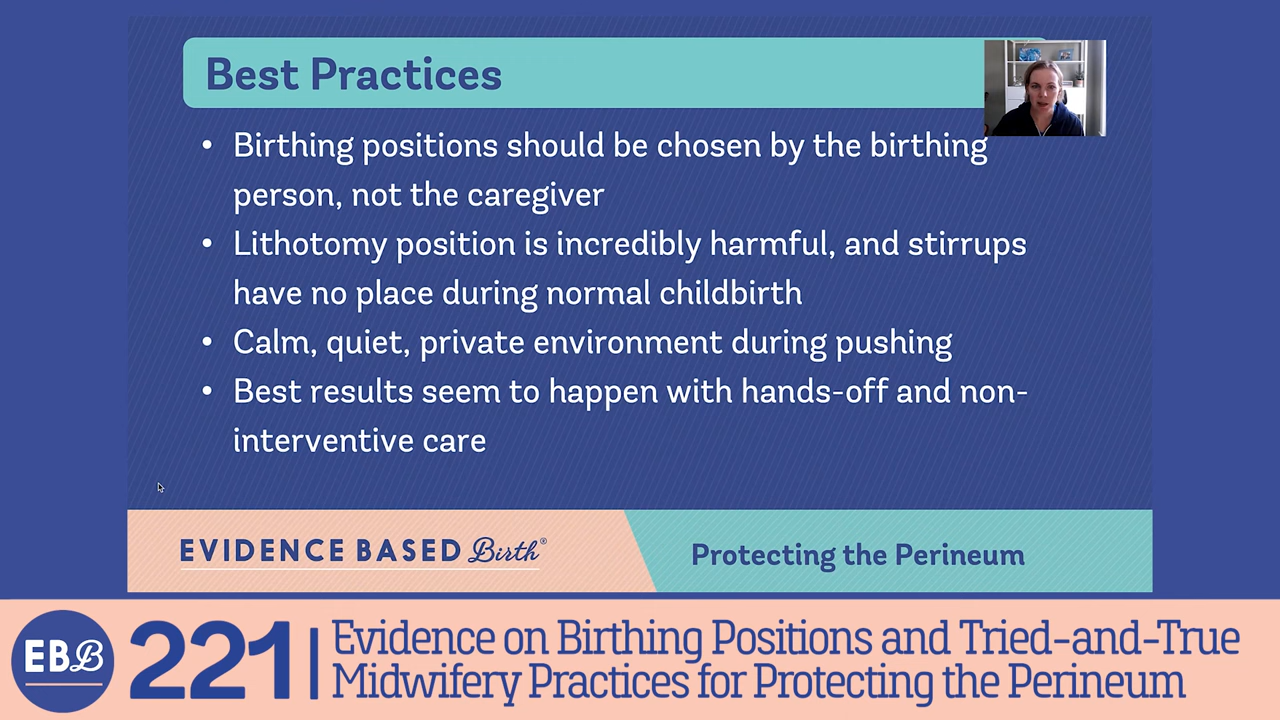 Best Practices
• Birthing positions should be chosen by the birthing
person, not the caregiver
• Lithotomy position is incredibly harmful, and stirrups
have no place during normal childbirth
• Calm, quiet, private environment during pushing
• Best results seem to happen with hands-off and non-
interventive care
EVIDENCE BASED Birth®
Protecting the Perineum
EBB
221
Evidence on Birthing Positions and Tried-and-True
Midwifery Practices for Protecting the Perineum